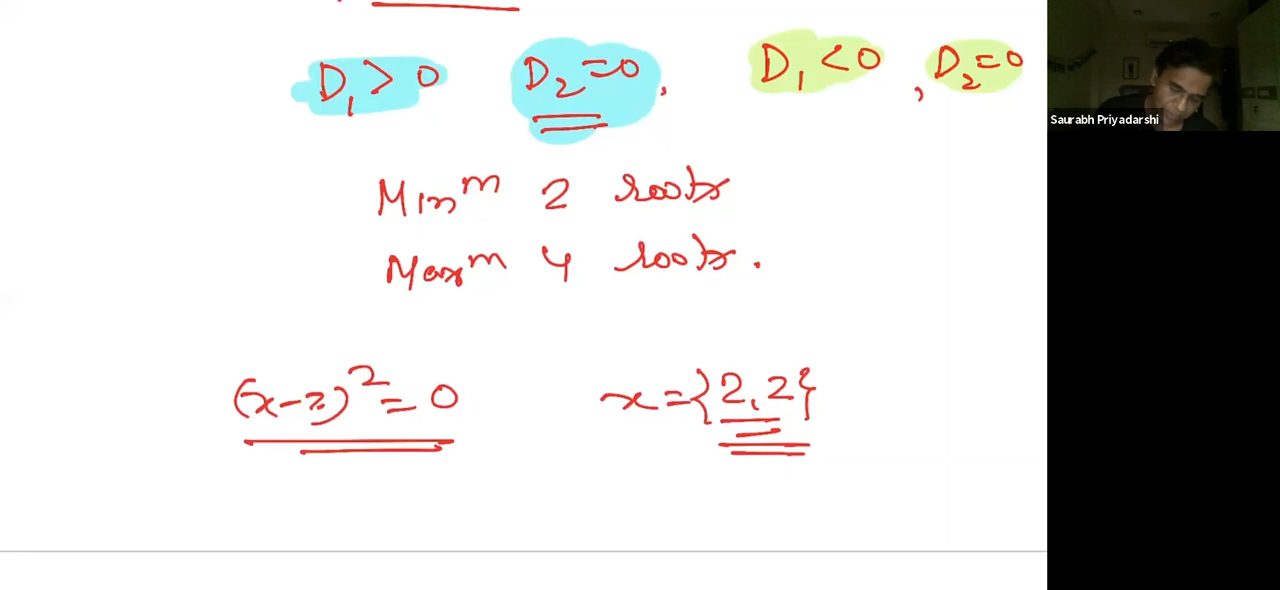 D₁ > 0 D₂ = 0, D₁ < 0, D₂ = 0
Saurabh Priyadarshi
Minᵐ 2 roots
Maxᵐ 4 roots.
(x-2)² = 0 x = {2, 2}